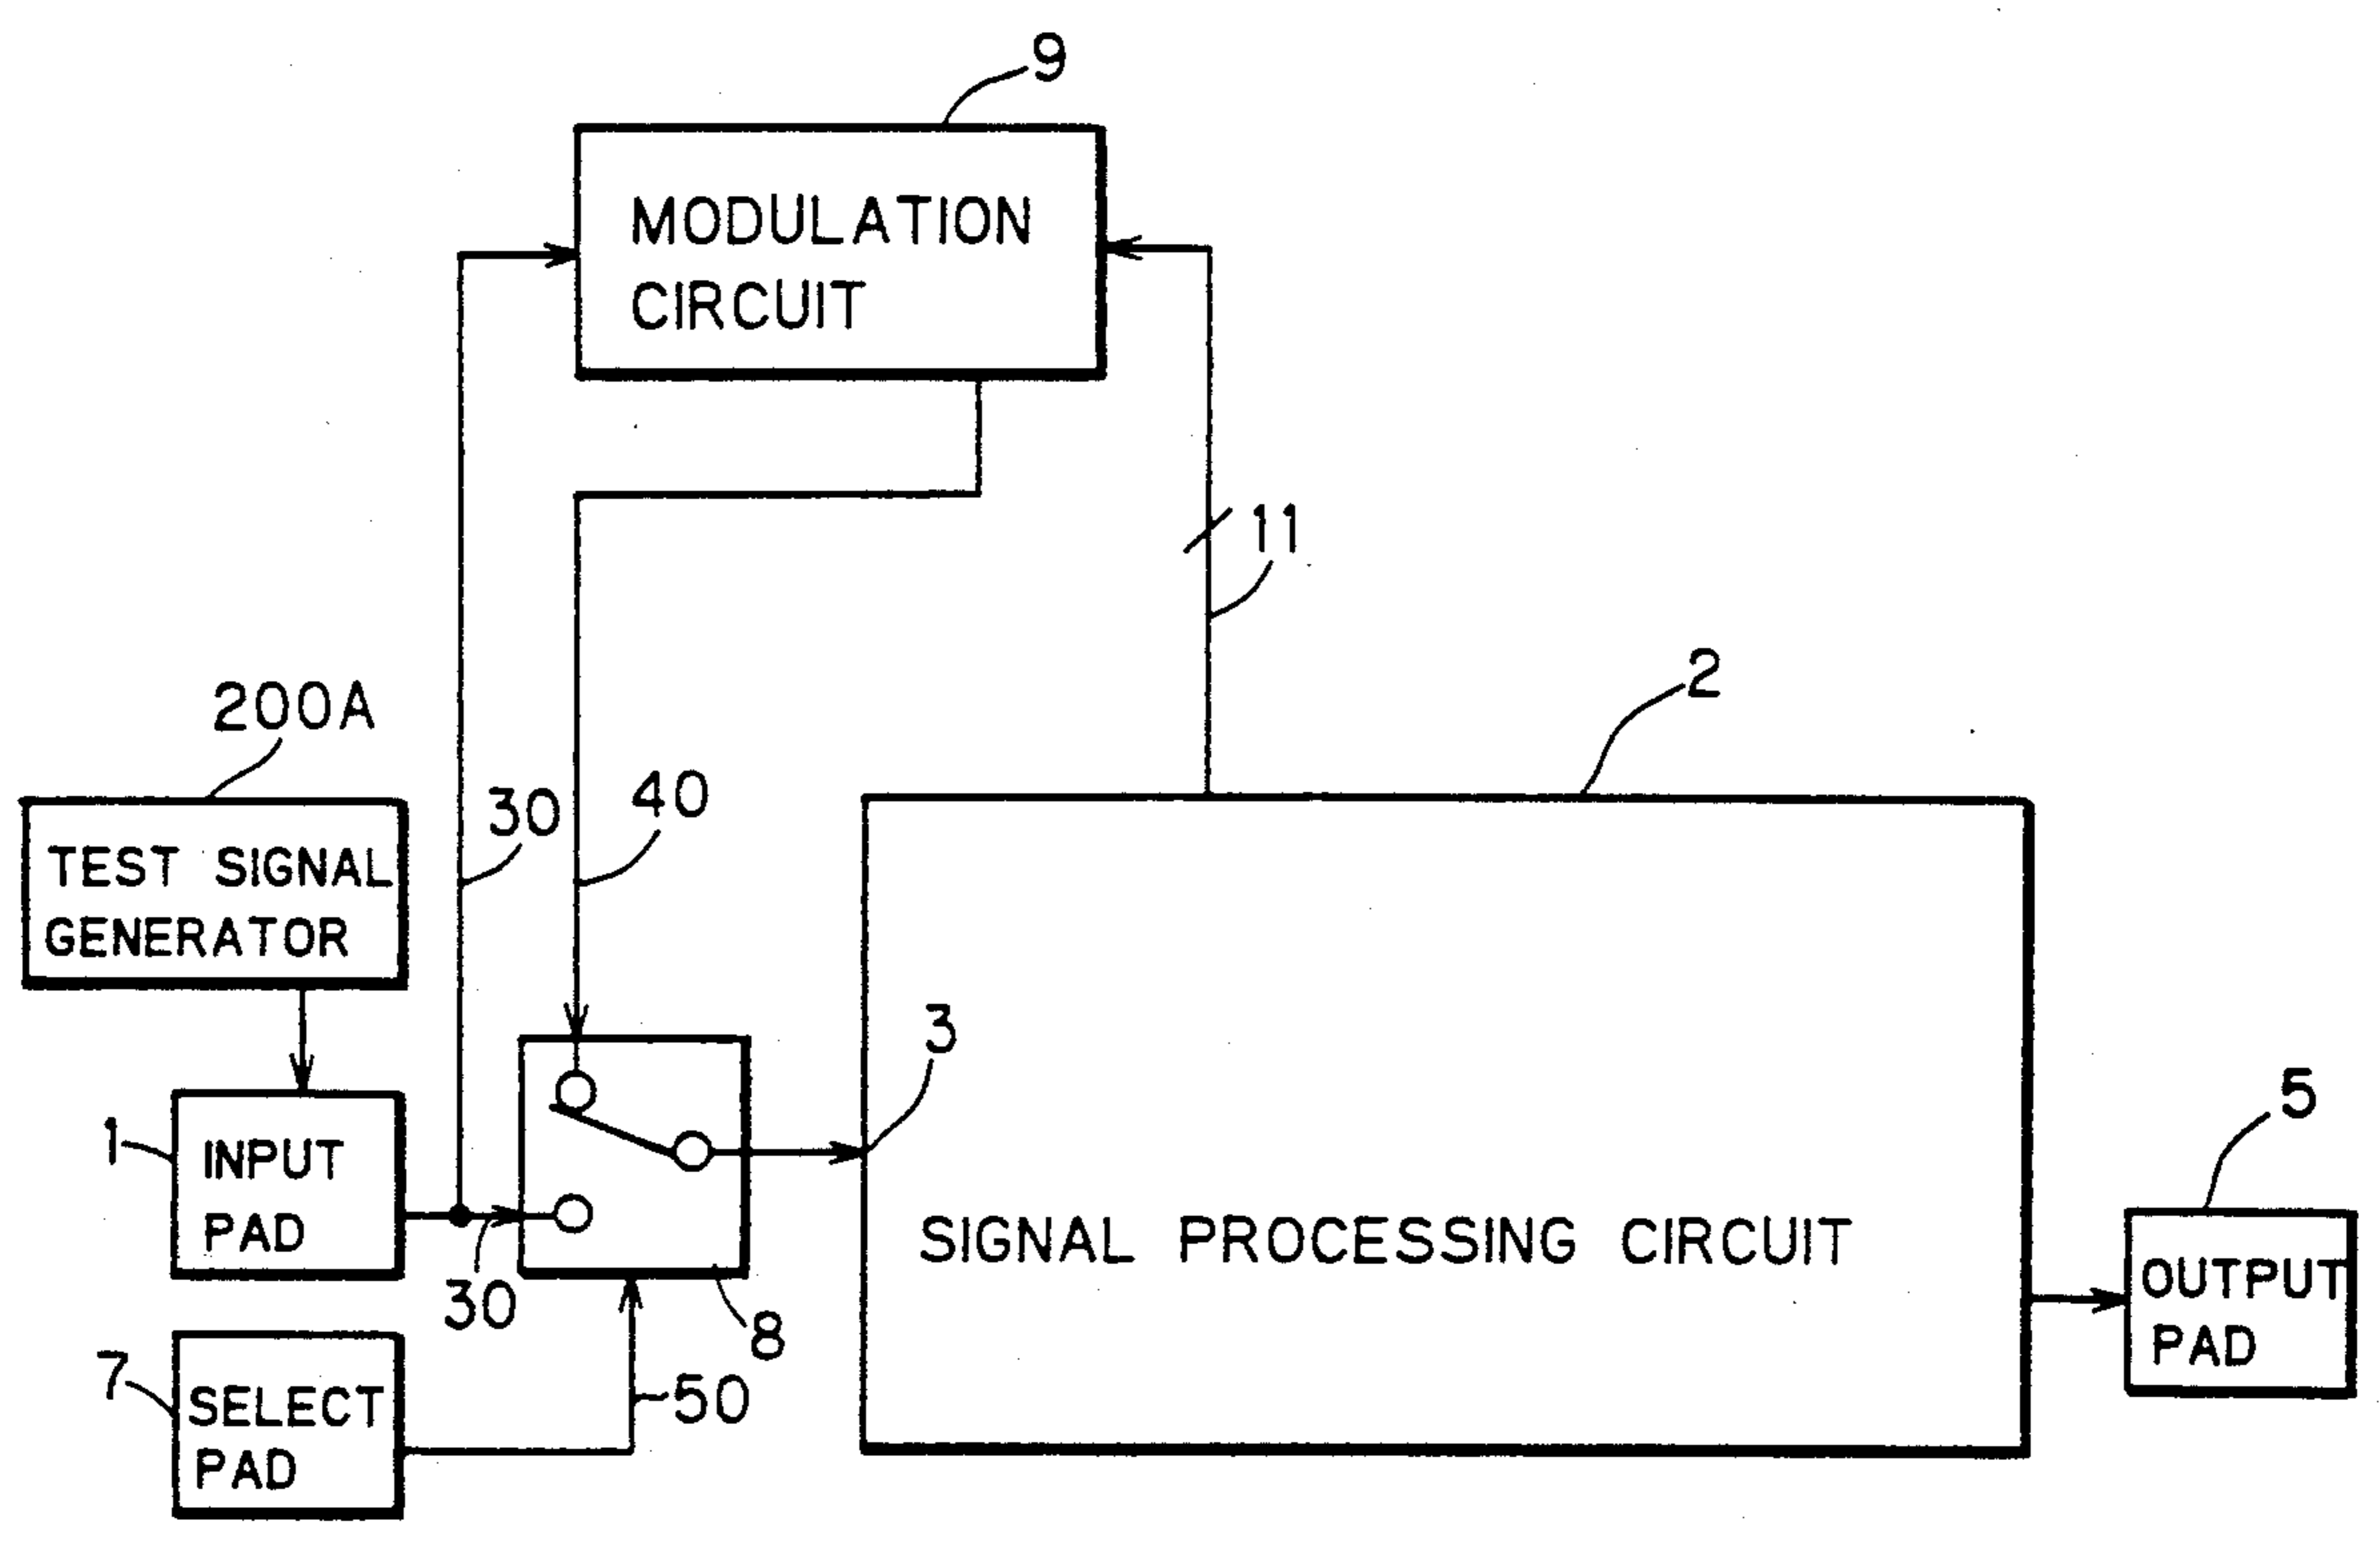 9
MODULATION
CIRCUIT
11
2
200A
30
40
TEST SIGNAL
GENERATOR
3
5
1
INPUT
PAD
SIGNAL PROCESSING CIRCUIT
OUTPUT
PAD
30
8
7
SELECT
PAD
50